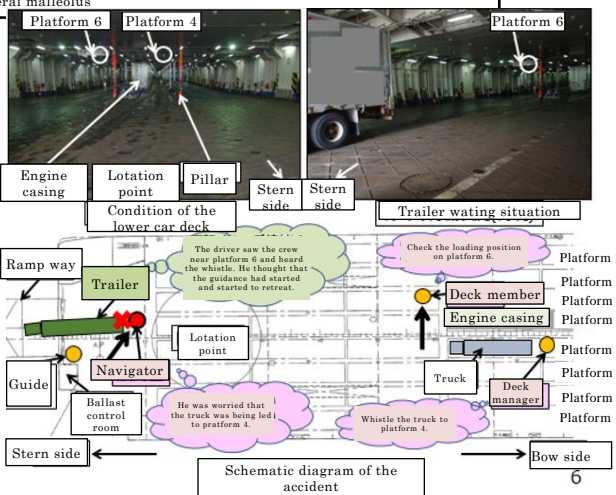 eral malleolus
Platform 6
Platform 4
Platform 6
Engine
casing
Lotation
point
Pillar
Stern
side
Stern
side
Condition of the
lower car deck
Trailer wating situation
Ramp way
Trailer
The driver saw the crew
near platform 6 and heard
the whistle. He thought that
the guidance had started
and started to retreat.
Check the loading position
on platform 6.
Platform
Platform
Platform
Platform
Platform
Platform
Platform
Platform
Deck member
Engine casing
Lotation
point
Navigator
Guide
Ballast
control
room
Truck
Deck
manager
He was worried that
the truck was being led
to pratform 4.
Whistle the truck to
platform 4.
Stern side
Bow side
Schematic diagram of the
accident
6